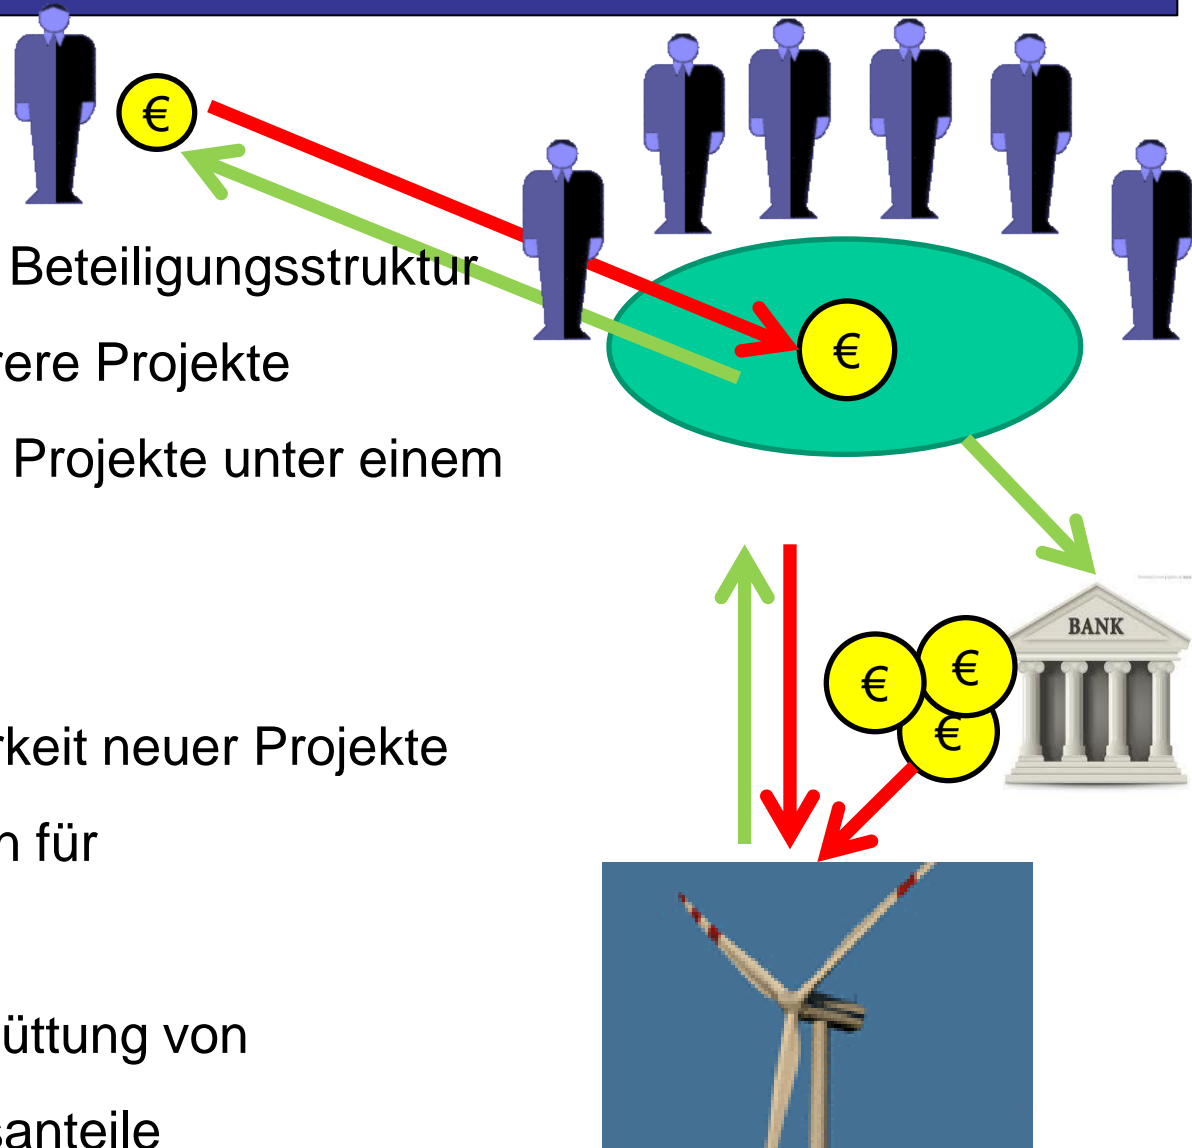 €
Beteiligungsstruktur
rere Projekte
€
Projekte unter einem
BANK
€
€
€
rkeit neuer Projekte
n für
üttung von
santeile